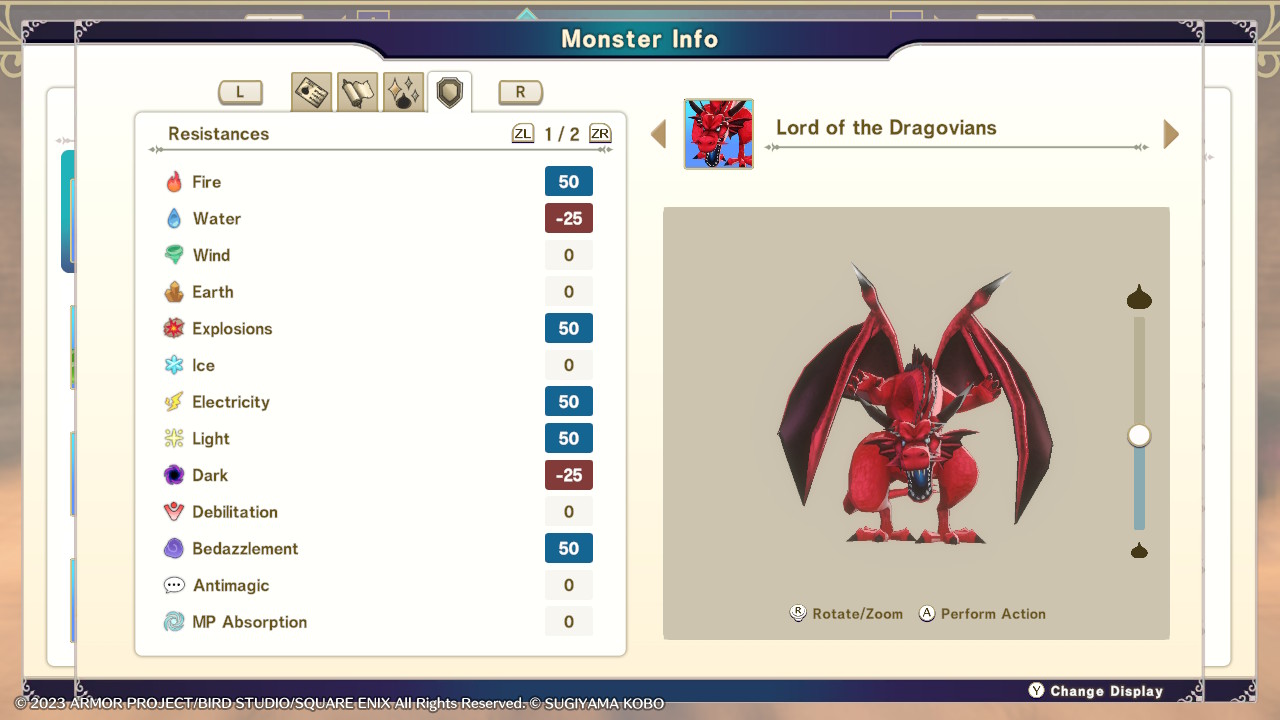 Monster Info
L
R
Resistances
ZL 1 / 2 ZR
Fire 50
Water -25
Wind 0
Earth 0
Explosions 50
Ice 0
Electricity 50
Light 50
Dark -25
Debilitation 0
Bedazzlement 50
Antimagic 0
MP Absorption 0
Lord of the Dragovians
R Rotate/Zoom A Perform Action
Y Change Display
© 2023 ARMOR PROJECT/BIRD STUDIO/SQUARE ENIX All Rights Reserved. © SUGIYAMA KOBO